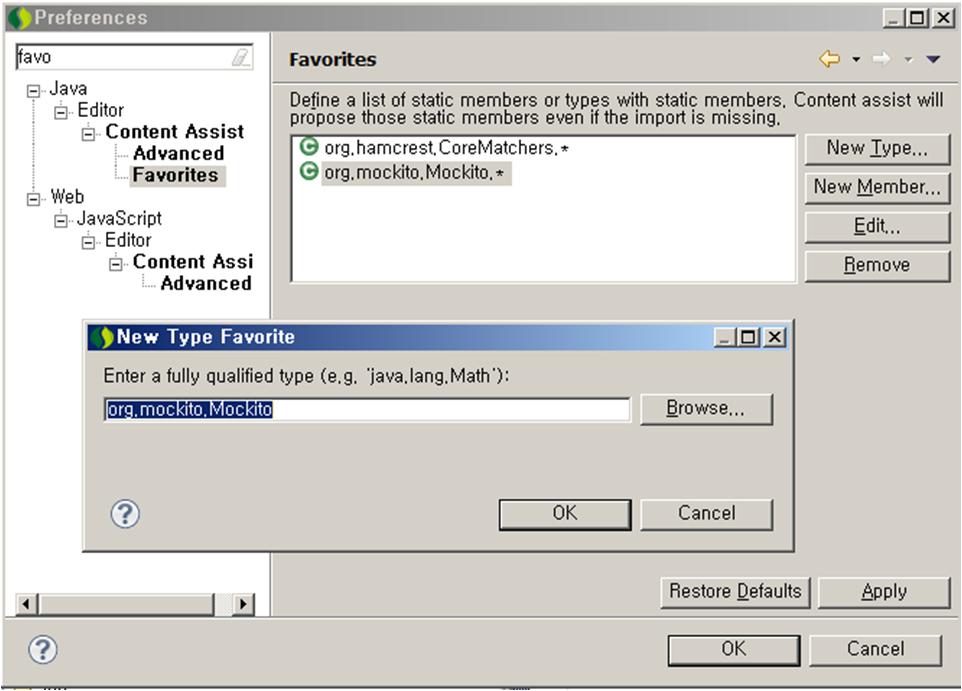 Preferences
favo
Java
Editor
Content Assist
Advanced
Favorites
Web
JavaScript
Editor
Content Assi
Advanced
Favorites
Define a list of static members or types with static members. Content assist will
propose those static members even if the import is missing.
org.hamcrest.CoreMatchers.*
org.mockito.Mockito.*
New Type...
New Member...
Edit...
Remove
New Type Favorite
Enter a fully qualified type (e.g. 'java.lang.Math'):
org.mockito.Mockito
Browse...
OK
Cancel
Restore Defaults
Apply
OK
Cancel